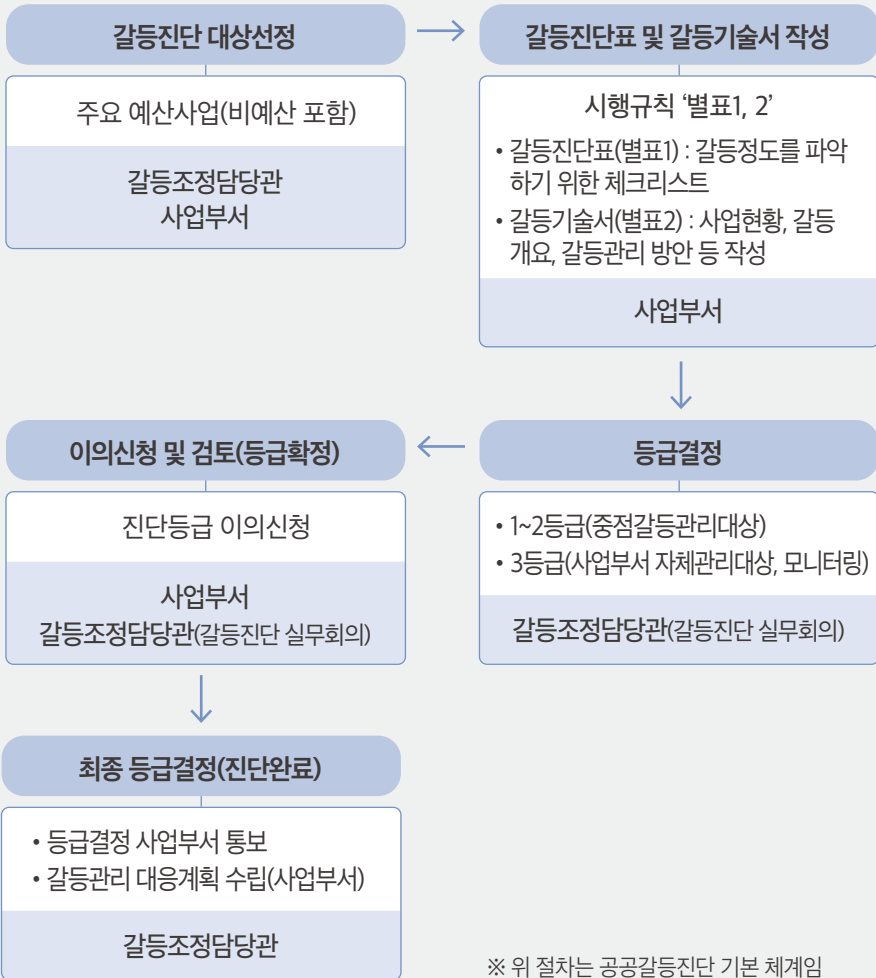 갈등진단 대상선정
주요 예산사업(비예산 포함)
갈등조정담당관
사업부서
갈등진단표 및 갈등기술서 작성
시행규칙 ‘별표1, 2’
• 갈등진단표(별표1) : 갈등정도를 파악
하기 위한 체크리스트
• 갈등기술서(별표2) : 사업현황, 갈등
개요, 갈등관리 방안 등 작성
사업부서
등급결정
• 1~2등급(중점갈등관리대상)
• 3등급(사업부서 자체관리대상, 모니터링)
갈등조정담당관(갈등진단 실무회의)
이의신청 및 검토(등급확정)
진단등급 이의신청
사업부서
갈등조정담당관(갈등진단 실무회의)
최종 등급결정(진단완료)
• 등급결정 사업부서 통보
• 갈등관리 대응계획 수립(사업부서)
갈등조정담당관
※ 위 절차는 공공갈등진단 기본 체계임